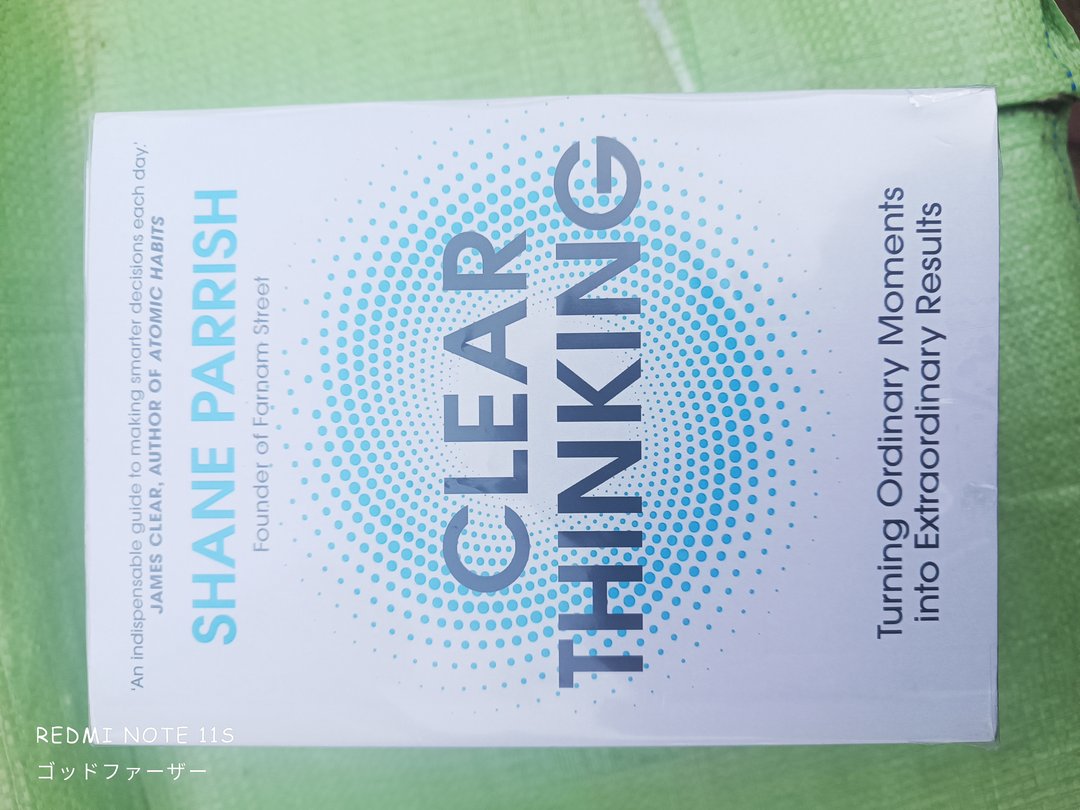 'An indispensable guide to making smarter decisions each day.'
JAMES CLEAR, AUTHOR OF ATOMIC HABITS
SHANE PARRISH
Founder of Farnam Street
CLEAR
THINKING
Turning Ordinary Moments
into Extraordinary Results
REDMI NOTE 11S
ゴッドファーザー